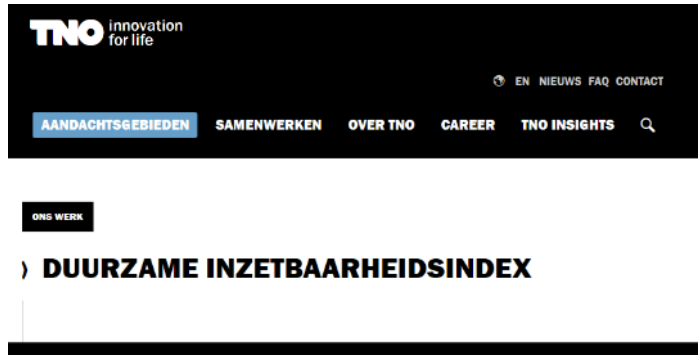 TNO innovation
for life
EN NIEUWS FAQ CONTACT
AANDACHTSGEBIEDEN SAMENWERKEN OVER TNO CAREER TNO INSIGHTS
ONS WERK
DUURZAME INZETBAARHEIDSINDEX